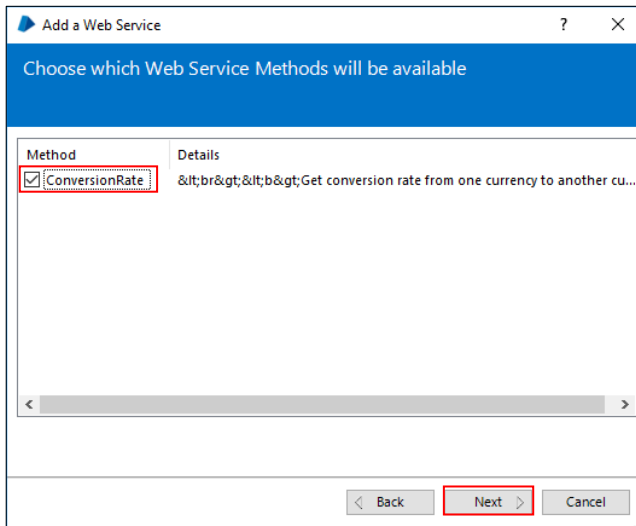 Add a Web Service
?
Choose which Web Service Methods will be available
Method Details
ConversionRate &lt;br&gt;&lt;b&gt;Get conversion rate from one currency to another cu...
Back Next Cancel